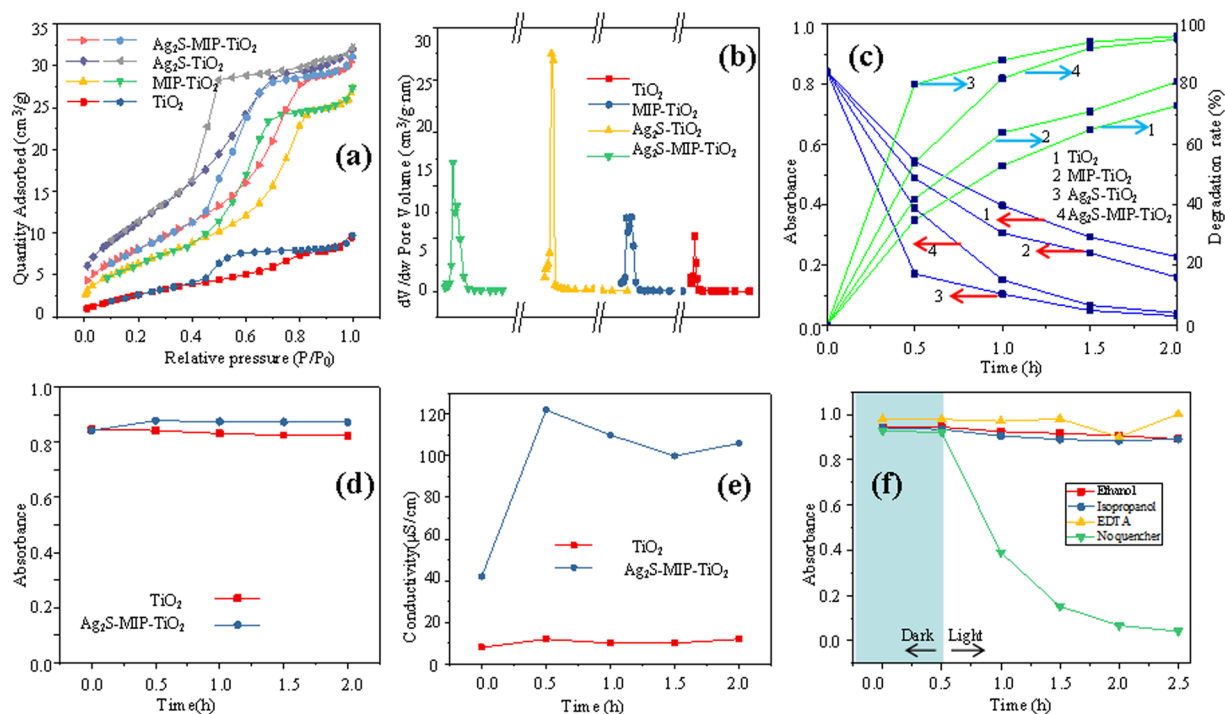 35
30
25
20
15
10
5
0
Quantity Adsorbed (cm³/g)
Ag₂S-MIP-TiO₂
Ag₂S-TiO₂
MIP-TiO₂
TiO₂
(a)
0.0 0.2 0.4 0.6 0.8 1.0
Relative pressure (P/P₀)
30
25
20
15
10
5
0
dV/dw Pore Volume (cm³/g·nm)
(b)
TiO₂
MIP-TiO₂
Ag₂S-TiO₂
Ag₂S-MIP-TiO₂
1.0
0.8
0.6
0.4
0.2
0.0
Absorbance
(c)
3
4
2
1
1 TiO₂
2 MIP-TiO₂
3 Ag₂S-TiO₂
4 Ag₂S-MIP-TiO₂
1
4
2
3
100
90
80
70
60
50
40
30
20
10
0
Degradation rate (%)
0.0 0.5 1.0 1.5 2.0
Time (h)
1.0
0.8
0.8
0.4
0.2
0.0
Absorbance
(d)
TiO₂
Ag₂S-MIP-TiO₂
0.0 0.5 1.0 1.5 2.0
Time(h)
120
100
80
60
40
20
0
Conductivity(μS/cm)
(e)
TiO₂
Ag₂S-MIP-TiO₂
0.0 0.5 1.0 1.5 2.0
Time (h)
1.0
0.8
0.6
0.4
0.2
0.0
Absorbance
(f)
Ethanol
Isopropanol
EDTA
No quencher
Dark Light
0.0 0.5 1.0 1.5 2.0 2.5
Time (h)